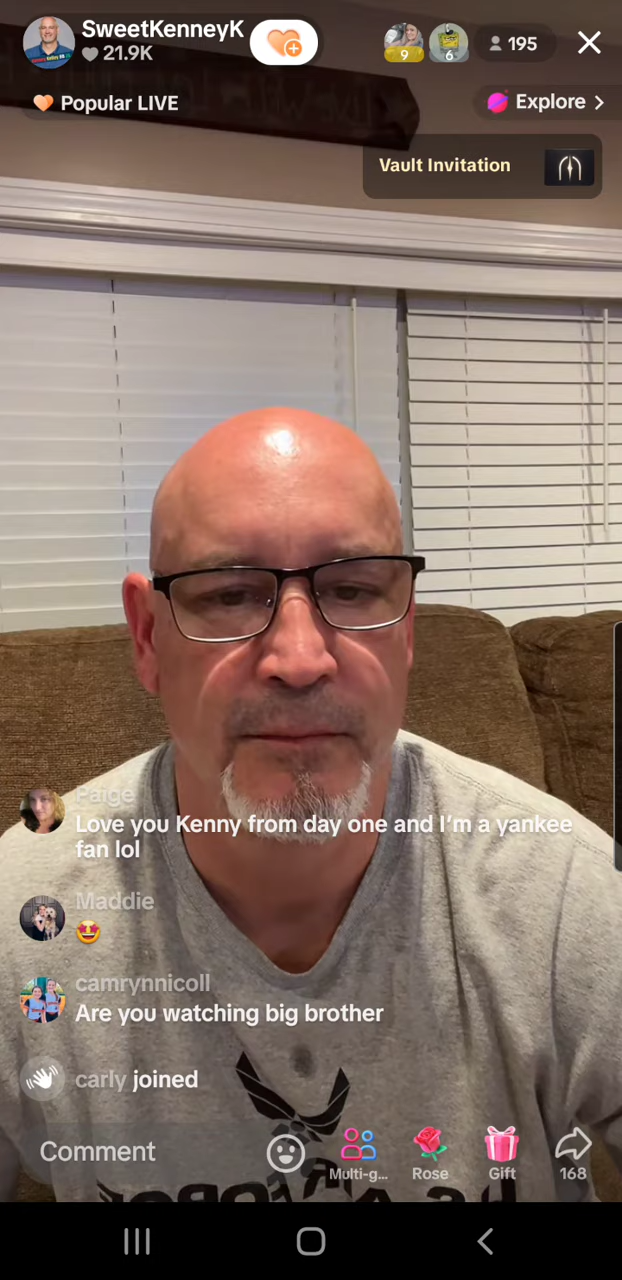 SweetKenneyK
21.9K
9
6
195
Popular LIVE
Explore
Vault Invitation
Paige
Love you Kenny from day one and I'm a yankee
fan lol
Maddie
🤩
camrynnicoll
Are you watching big brother
carly joined
Comment
Multi-g...
Rose
Gift
168